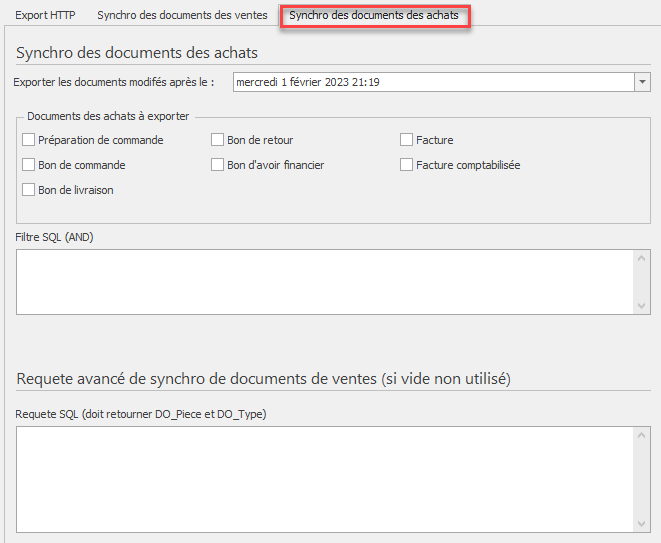 Export HTTP Synchro des documents des ventes Synchro des documents des achats
Synchro des documents des achats
Exporter les documents modifiés après le : mercredi 1 février 2023 21:19
Documents des achats à exporter
Préparation de commande Bon de retour Facture
Bon de commande Bon d'avoir financier Facture comptabilisée
Bon de livraison
Filtre SQL (AND)
Requete avancé de synchro de documents de ventes (si vide non utilisé)
Requete SQL (doit retourner DO_Piece et DO_Type)